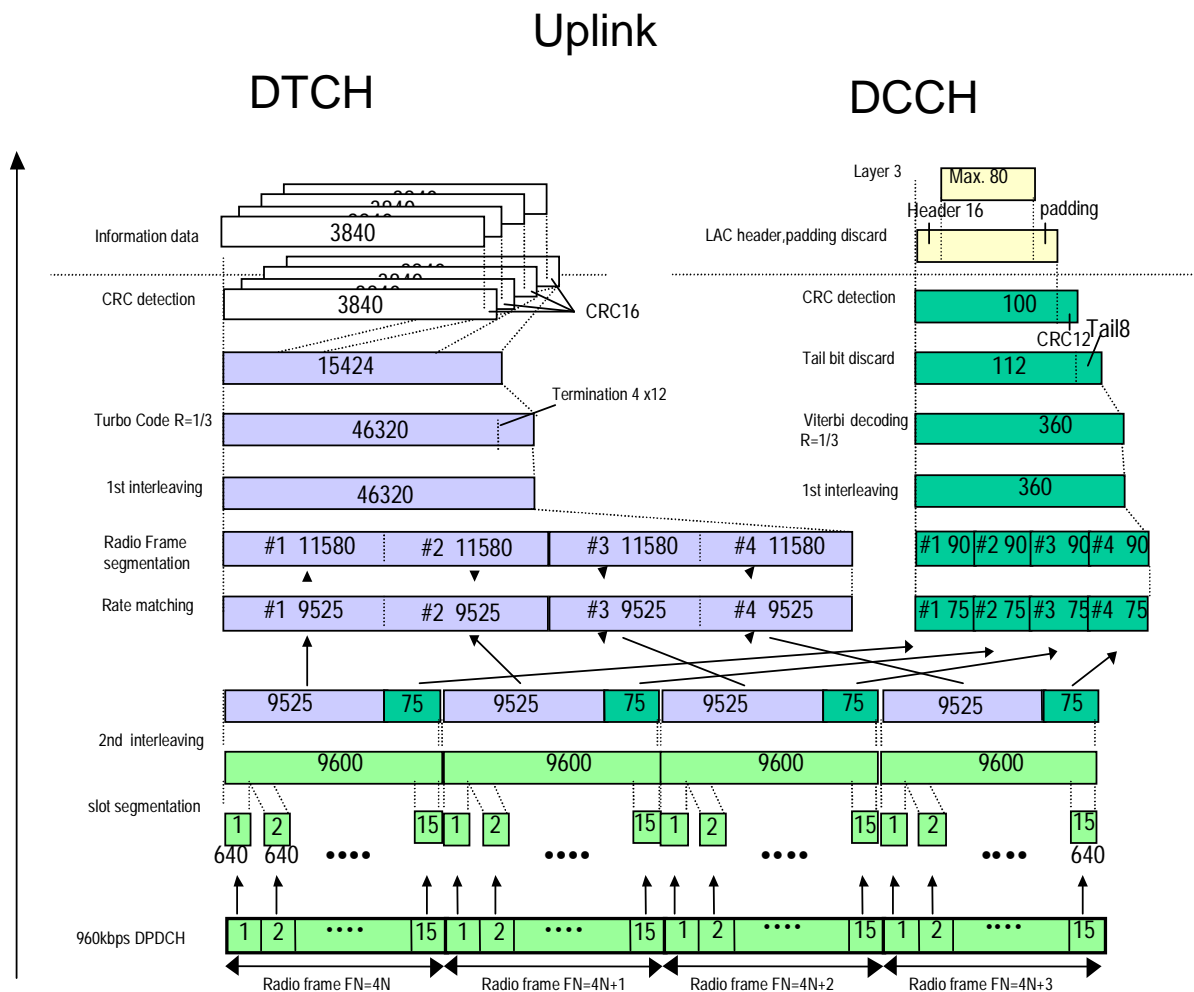 Uplink
DTCH
DCCH
Layer 3
Max. 80
Header 16
padding
3840
Information data
3840
LAC header,padding discard
3840
CRC detection
3840
CRC16
CRC detection
100
CRC12
Tail8
15424
Tail bit discard
112
Termination 4 x12
Turbo Code R=1/3
46320
Viterbi decoding
R=1/3
360
1st interleaving
46320
1st interleaving
360
Radio Frame
segmentation
#1 11580
#2 11580
#3 11580
#4 11580
#1 90
#2 90
#3 90
#4 90
Rate matching
#1 9525
#2 9525
#3 9525
#4 9525
#1 75
#2 75
#3 75
#4 75
9525
75
9525
75
9525
75
9525
75
2nd interleaving
9600
9600
9600
9600
slot segmentation
1
2
15
1
2
15
1
2
15
1
2
15
640
640
••••
••••
••••
••••
640
960kbps DPDCH
1
2
••••
15
1
2
••••
15
1
2
••••
15
1
2
••••
15
Radio frame FN=4N
Radio frame FN=4N+1
Radio frame FN=4N+2
Radio frame FN=4N+3